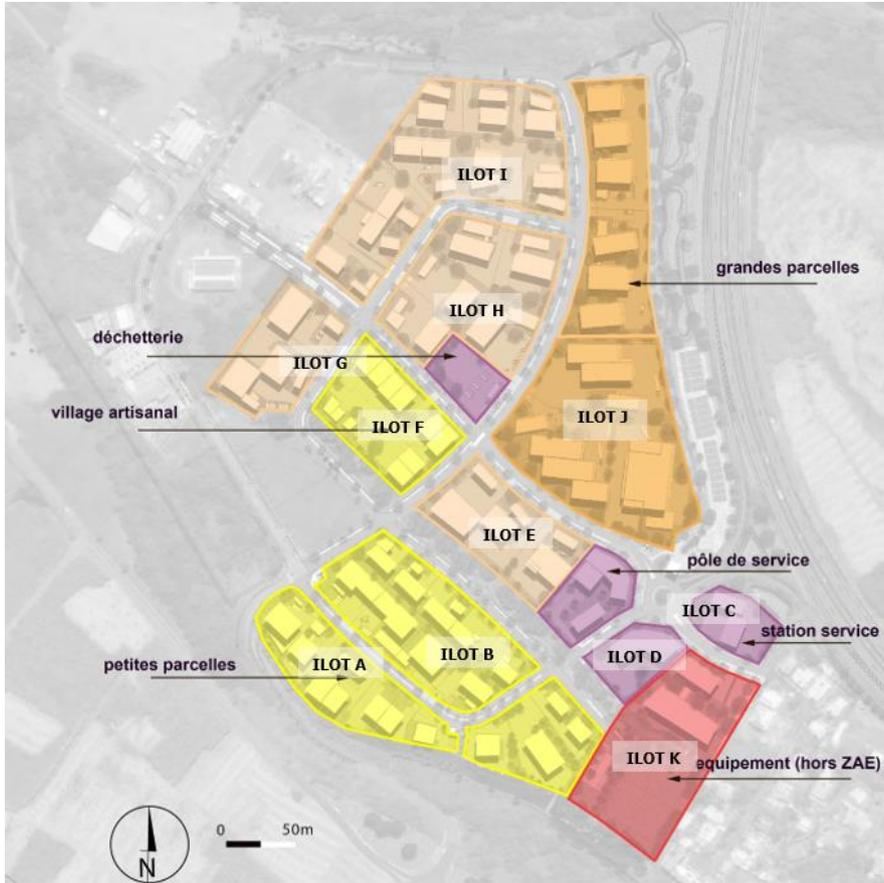 ILOT I
grandes parcelles
ILOT H
déchetterie
ILOT G
village artisanal
ILOT F
ILOT J
ILOT E
pôle de service
ILOT C
station service
ILOT B
ILOT D
petites parcelles
ILOT A
ILOT K
equipement (hors ZAE)
0
50m
N